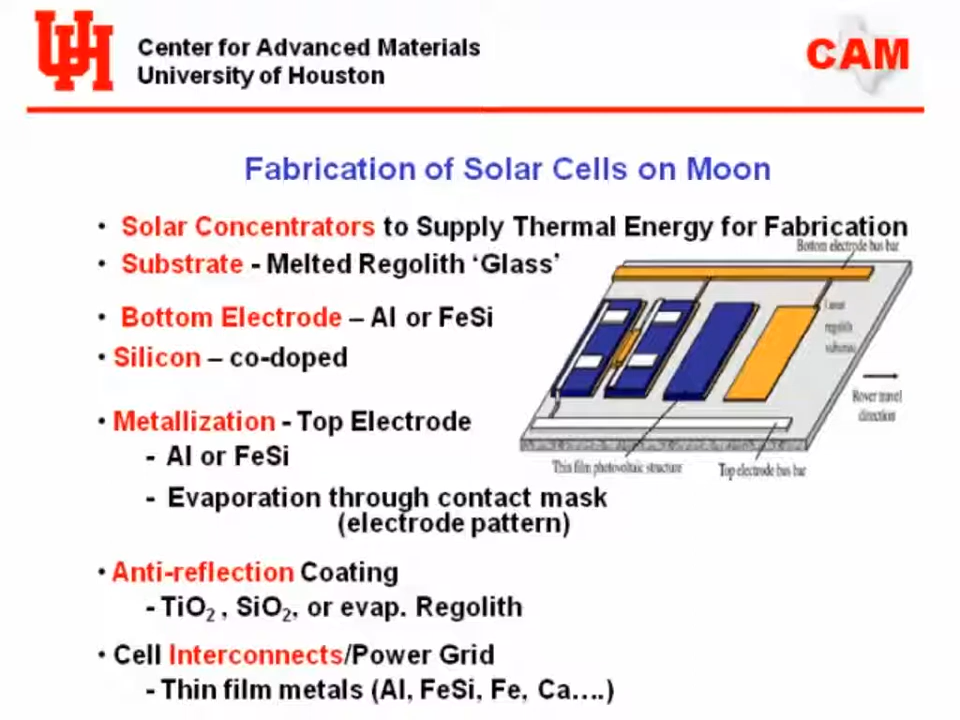 UH
Center for Advanced Materials
University of Houston
CAM
Fabrication of Solar Cells on Moon
• Solar Concentrators to Supply Thermal Energy for Fabrication
• Substrate - Melted Regolith ‘Glass’
• Bottom Electrode – Al or FeSi
• Silicon – co-doped
• Metallization - Top Electrode
- Al or FeSi
- Evaporation through contact mask
(electrode pattern)
• Anti-reflection Coating
- TiO₂ , SiO₂, or evap. Regolith
• Cell Interconnects/Power Grid
- Thin film metals (Al, FeSi, Fe, Ca….)
Bottom electrode bus bar
regolith
Rover travel
direction
Thin film photovoltaic structure
Top electrode bus bar